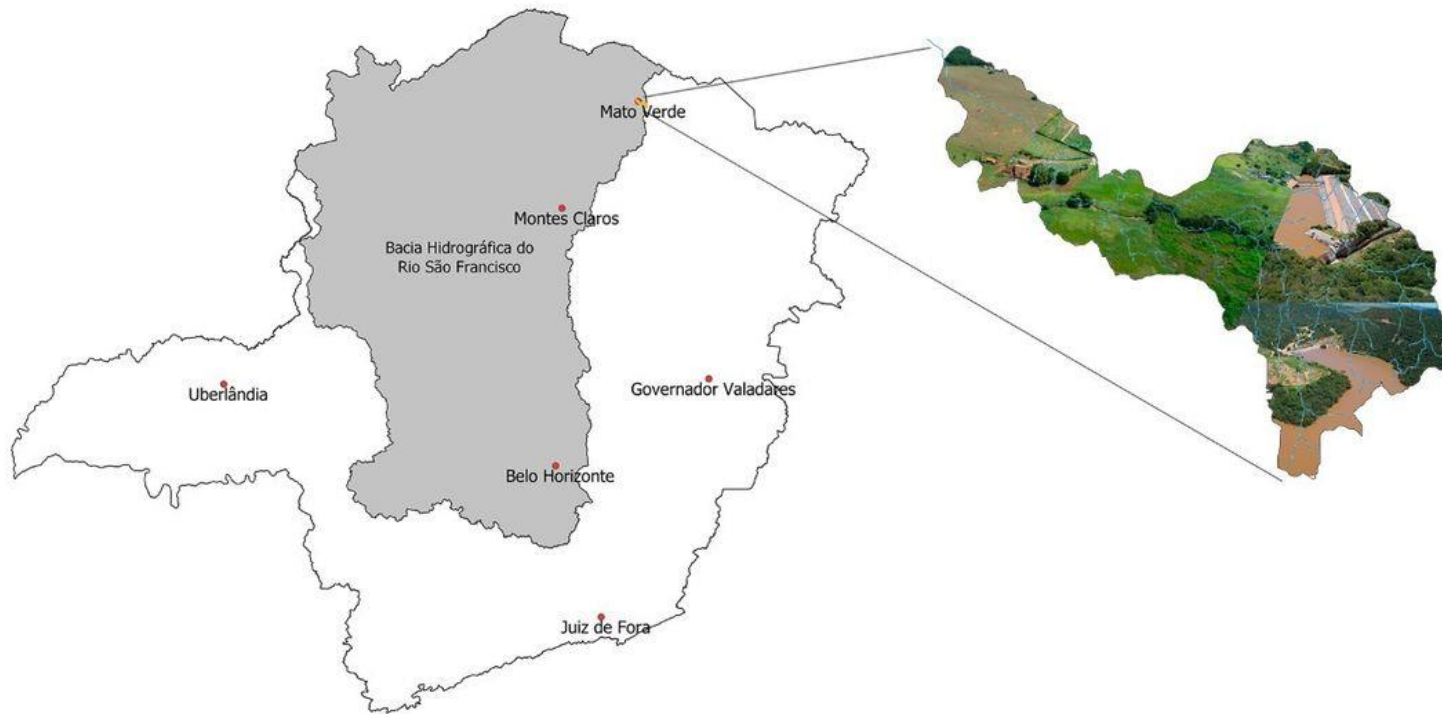 Mato Verde
Montes Claros
Bacia Hidrográfica do
Rio São Francisco
Uberlândia
Governador Valadares
Belo Horizonte
Juiz de Fora